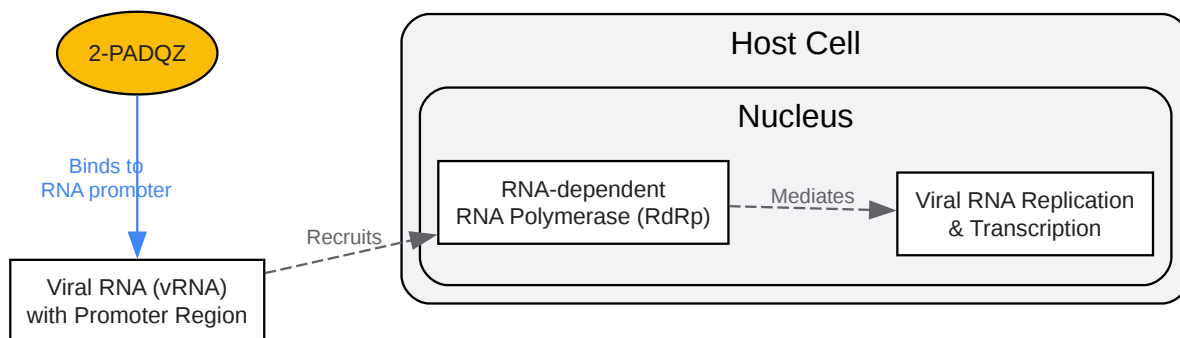 2-PADQZ
Binds to
RNA promoter
Viral RNA (vRNA)
with Promoter Region
Recruits
Host Cell
Nucleus
RNA-dependent
RNA Polymerase (RdRp)
Mediates
Viral RNA Replication
& Transcription